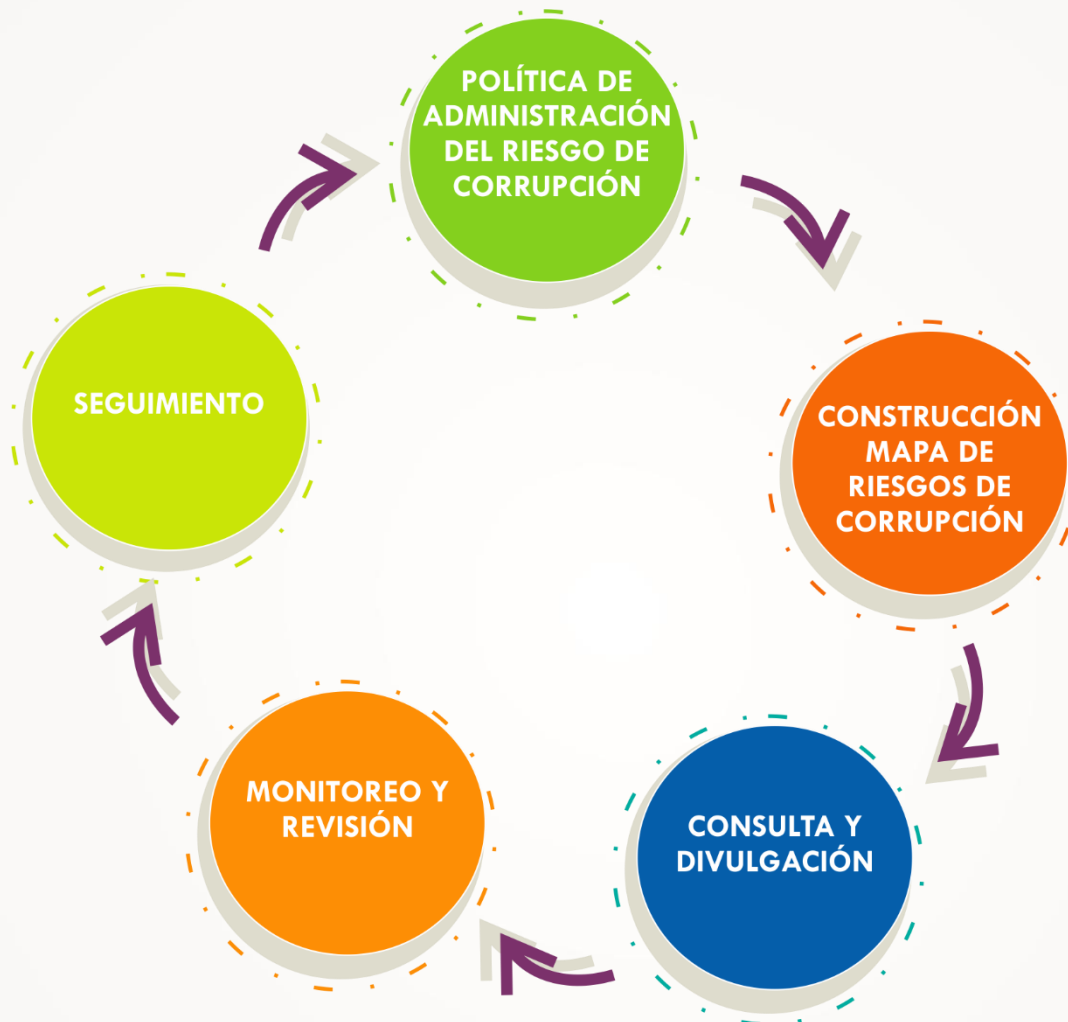 POLÍTICA DE
ADMINISTRACIÓN
DEL RIESGO DE
CORRUPCIÓN
CONSTRUCCIÓN
MAPA DE
RIESGOS DE
CORRUPCIÓN
CONSULTA Y
DIVULGACIÓN
MONITOREO Y
REVISIÓN
SEGUIMIENTO